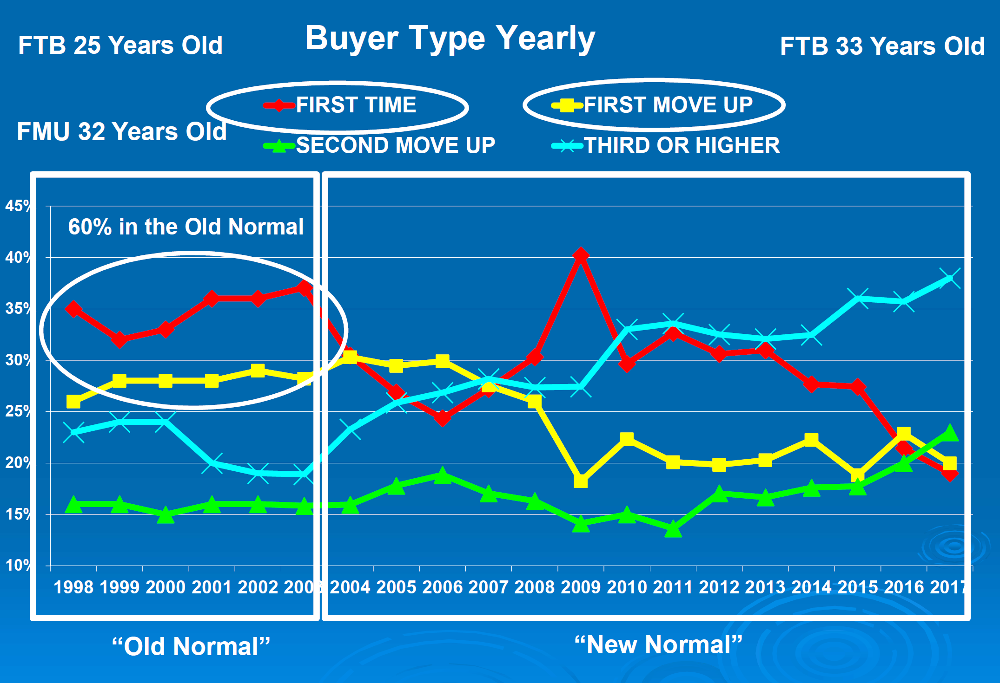 Buyer Type Yearly
FTB 25 Years Old
FTB 33 Years Old
FIRST TIME
FIRST MOVE UP
FMU 32 Years Old
SECOND MOVE UP
THIRD OR HIGHER
45%
60% in the Old Normal
40%
35%
30%
25%
20%
15%
10%
1998 1999 2000 2001 2002 2003 2004 2005 2006 2007 2008 2009 2010 2011 2012 2013 2014 2015 2016 2017
“Old Normal”
“New Normal”